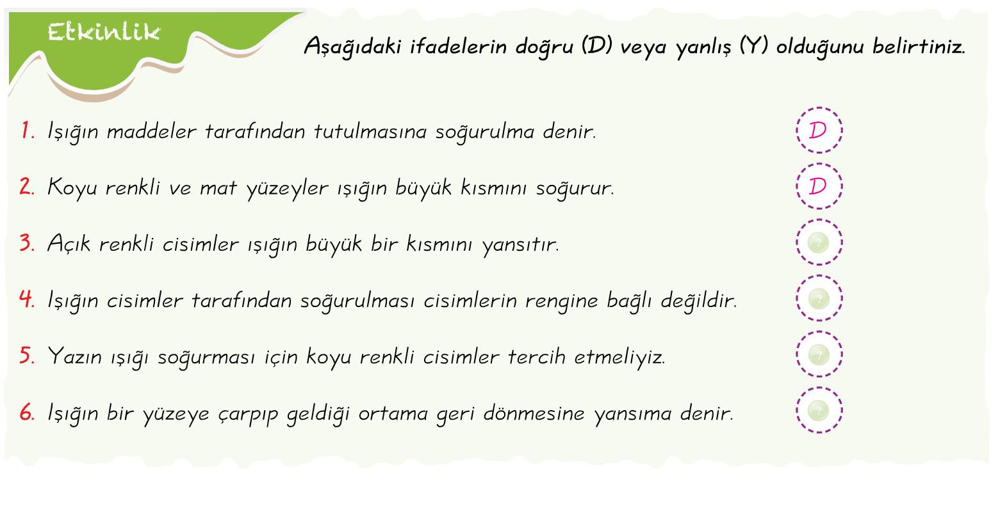 Etkinlik
Aşağıdaki ifadelerin doğru (D) veya yanlış (Y) olduğunu belirtiniz.
1. Işığın maddeler tarafından tutulmasına soğurulma denir. D
2. Koyu renkli ve mat yüzeyler ışığın büyük kısmını soğurur. D
3. Açık renkli cisimler ışığın büyük bir kısmını yansıtır. ?
4. Işığın cisimler tarafından soğurulması cisimlerin rengine bağlı değildir. ?
5. Yazın ışığı soğurması için koyu renkli cisimler tercih etmeliyiz. ?
6. Işığın bir yüzeye çarpıp geldiği ortama geri dönmesine yansıma denir. ?